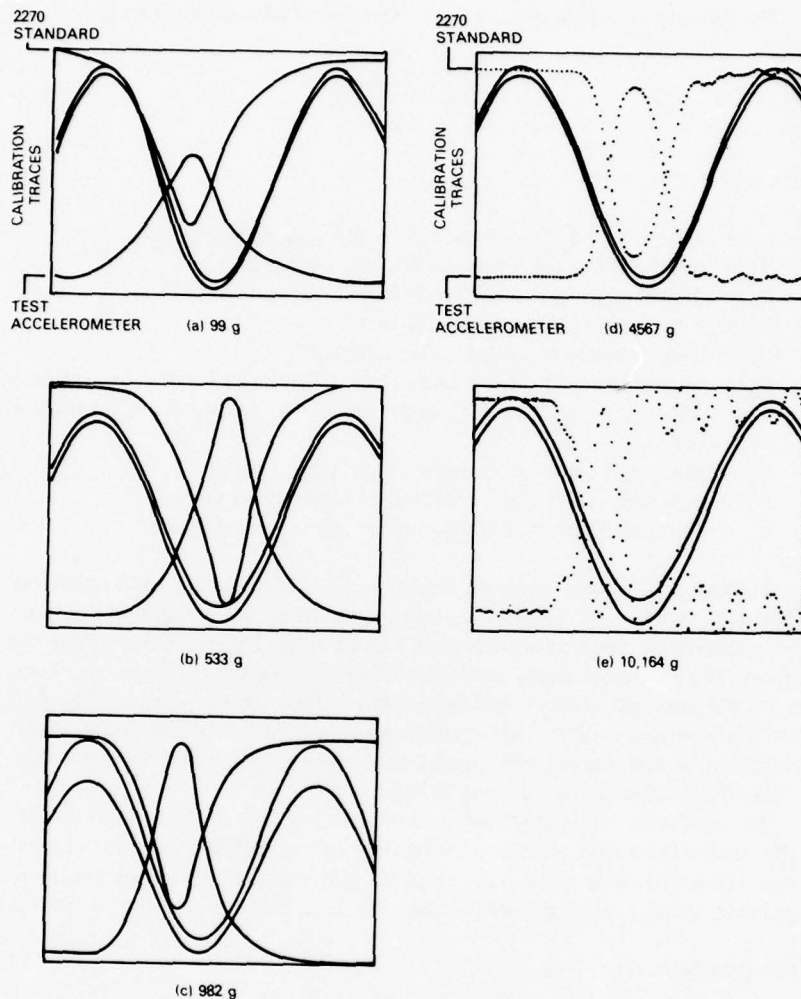 2270
STANDARD
CALIBRATION
TRACES
TEST
ACCELEROMETER
(a) 99 g
2270
STANDARD
CALIBRATION
TRACES
TEST
ACCELEROMETER
(d) 4567 g
(b) 533 g
(e) 10,164 g
(c) 982 g